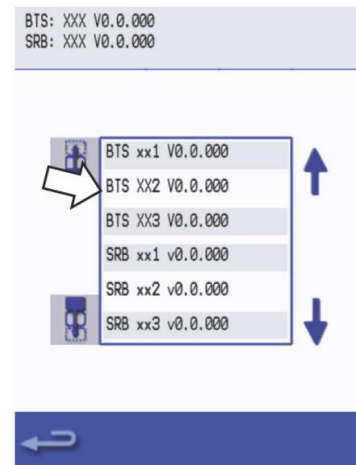 BTS: XXX V0.0.000
SRB: XXX V0.0.000
BTS xx1 V0.0.000
BTS XX2 V0.0.000
BTS XX3 V0.0.000
SRB xx1 v0.0.000
SRB xx2 v0.0.000
SRB xx3 v0.0.000